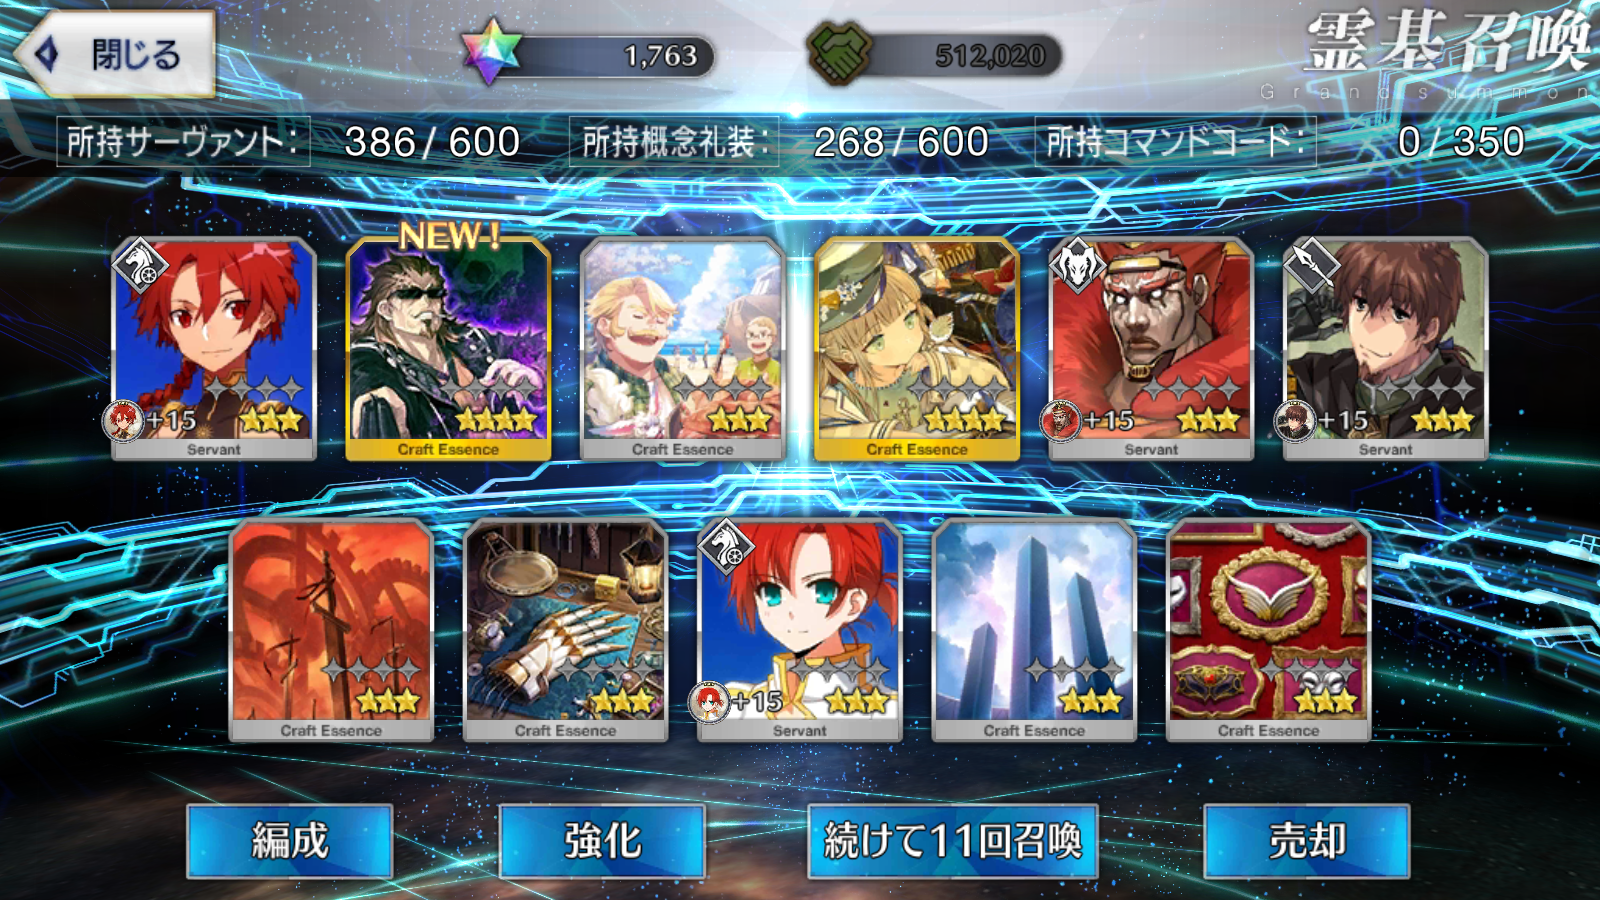 閉じる
1,763
512,020
霊基召喚
Grand summon
所持サーヴァント: 386 / 600
所持概念礼装: 268 / 600
所持コマンドコード: 0 / 350
NEW!
+15
+15
+15
Servant
Craft Essence
Craft Essence
Craft Essence
Servant
Servant
+15
Craft Essence
Craft Essence
Servant
Craft Essence
Craft Essence
編成
強化
続けて11回召喚
売却